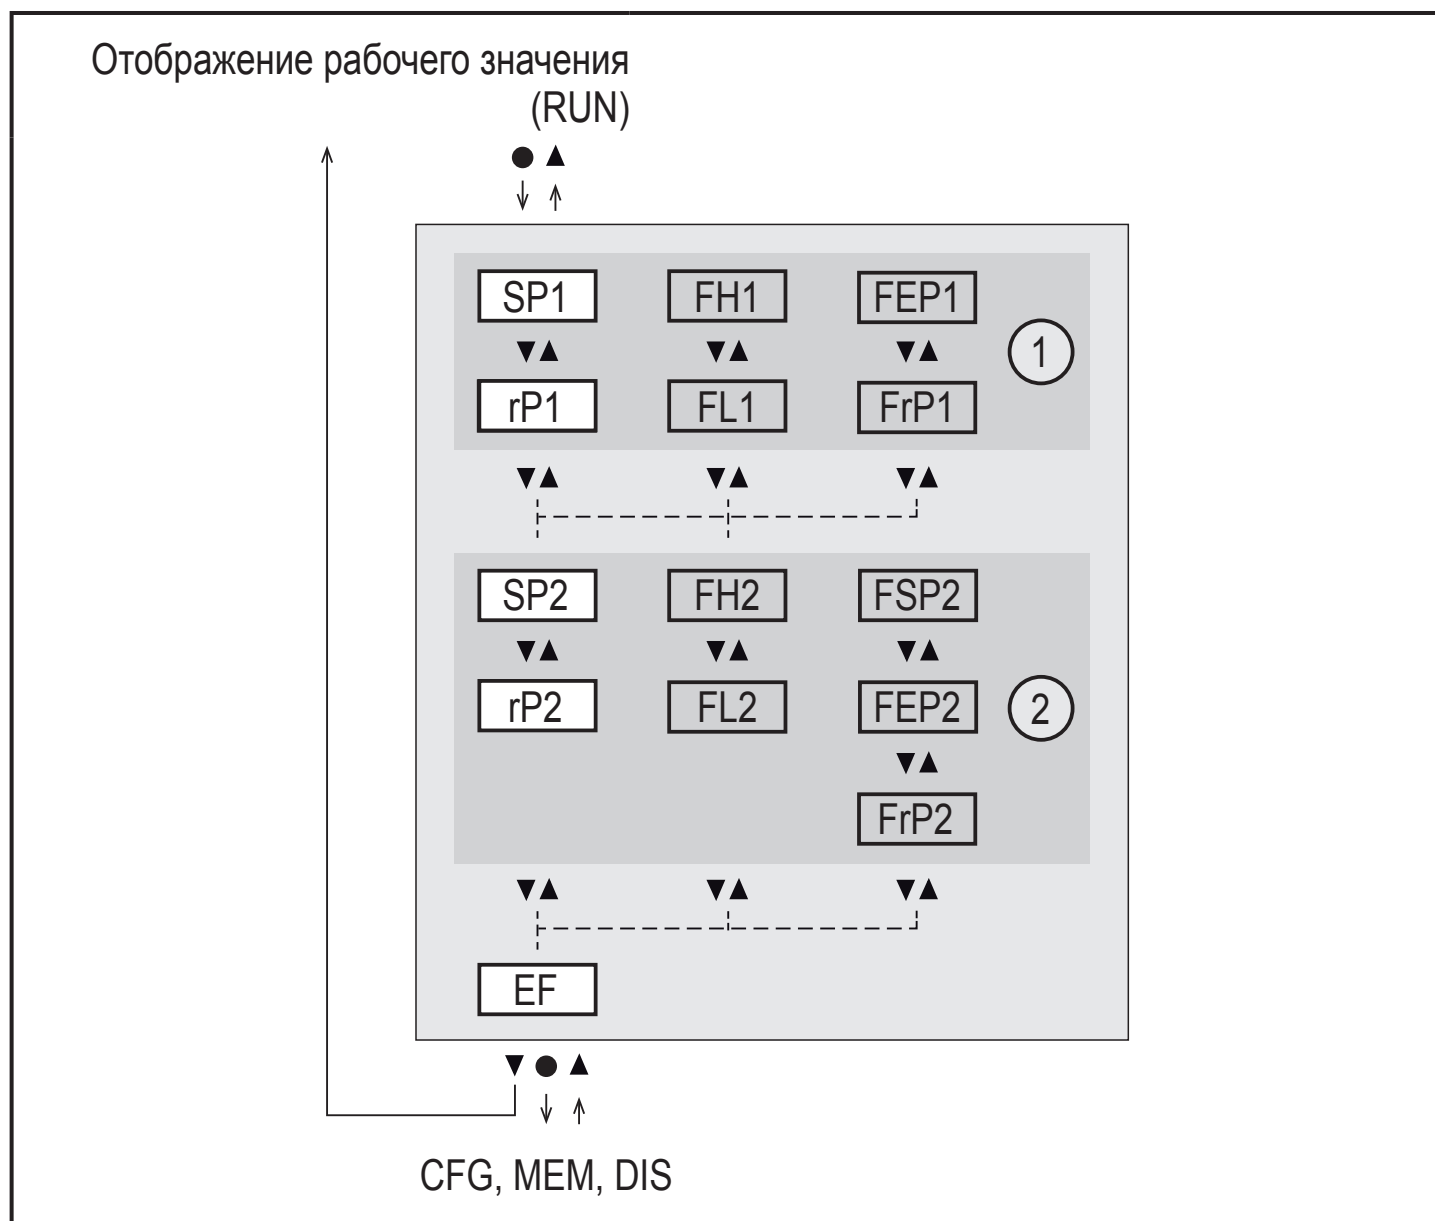 Отображение рабочего значения
(RUN)
SP1 FH1 FEP1
1
rP1 FL1 FrP1
SP2 FH2 FSP2
rP2 FL2 FEP2 2
FrP2
EF
CFG, MEM, DIS